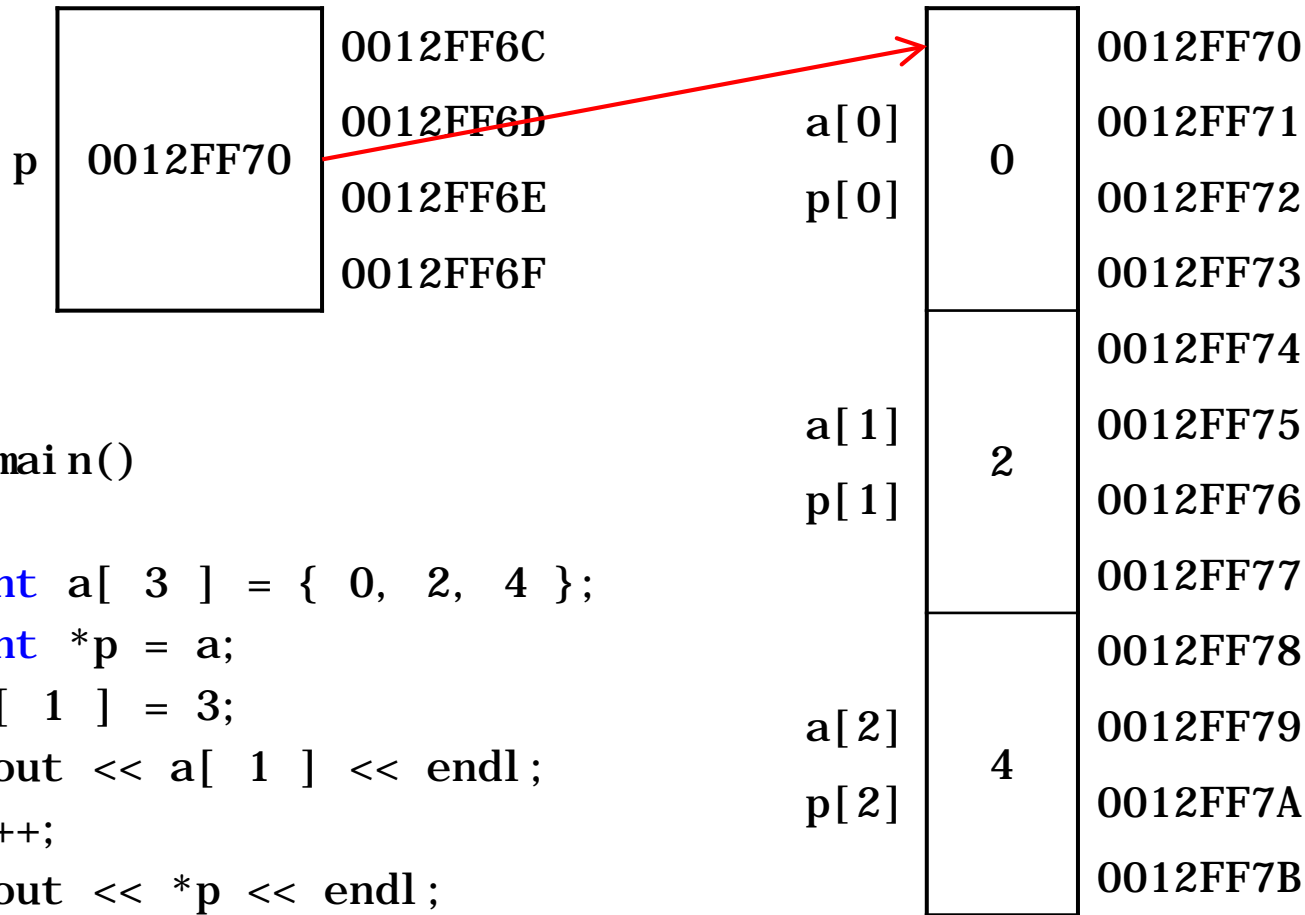 0012FF6C
0012FF6D
0012FF6E
0012FF6F
p
0012FF70
a[0]
p[0]
a[1]
p[1]
a[2]
p[2]
0
2
4
0012FF70
0012FF71
0012FF72
0012FF73
0012FF74
0012FF75
0012FF76
0012FF77
0012FF78
0012FF79
0012FF7A
0012FF7B
main()
nt a[ 3 ] = { 0, 2, 4 };
nt *p = a;
[ 1 ] = 3;
out << a[ 1 ] << endl;
++;
out << *p << endl;